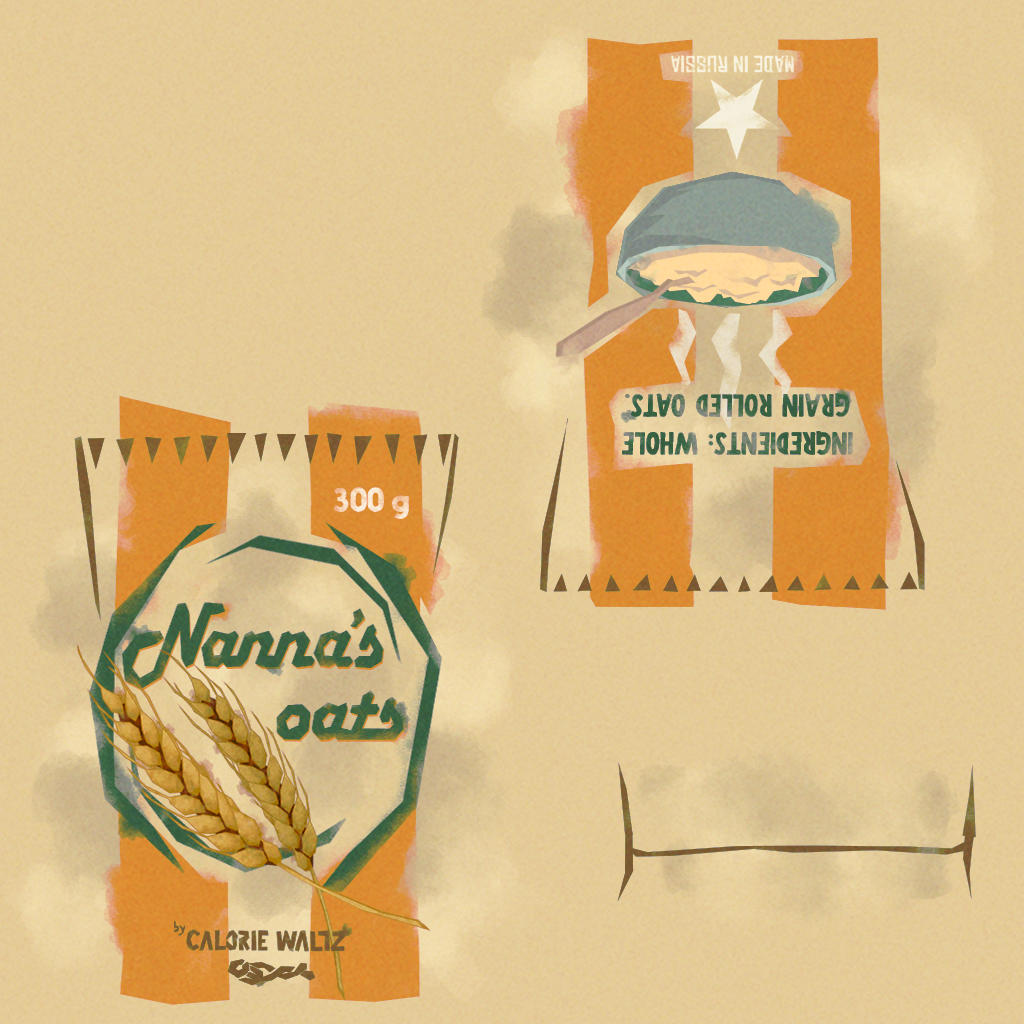 300 g
Nanna's
oats
by CALORIE WALTZ
INGREDIENTS: WHOLE
GRAIN ROLLED OATS.
MADE IN RUSSIA